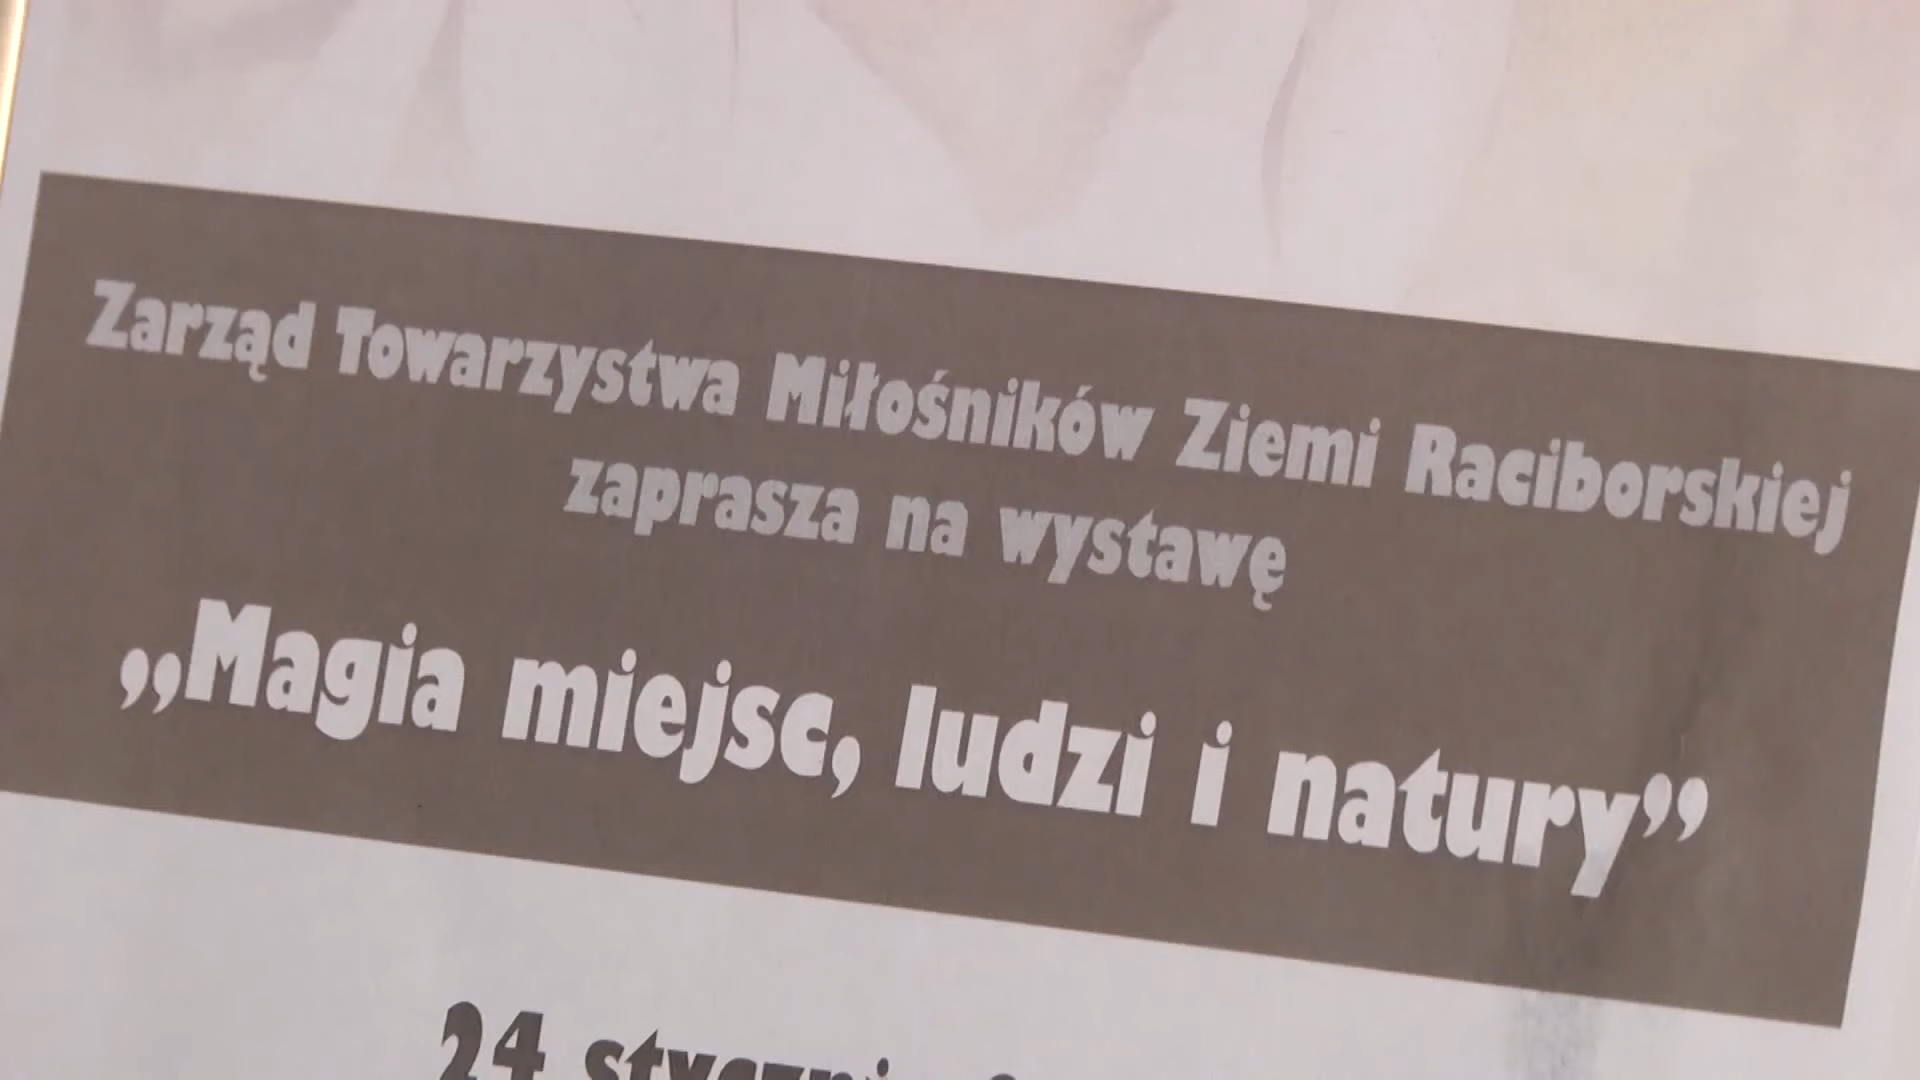 Zarząd Towarzystwa Miłośników Ziemi Raciborskiej
zaprasza na wystawę
„Magia miejsc, ludzi i natury”
24